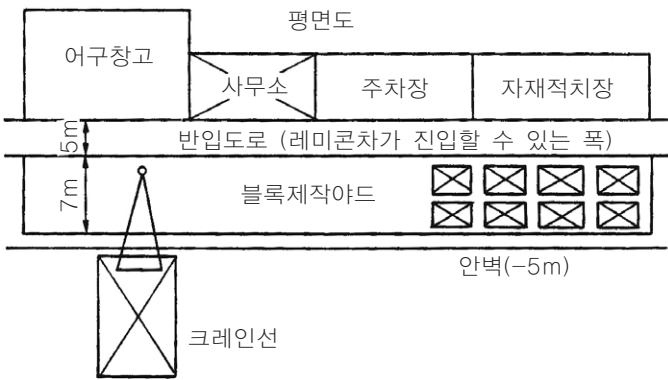 평면도
어구창고
사무소
주차장
자재적치장
5m
반입도로 (레미콘차가 진입할 수 있는 폭)
7m
블록제작야드
안벽(-5m)
크레인선